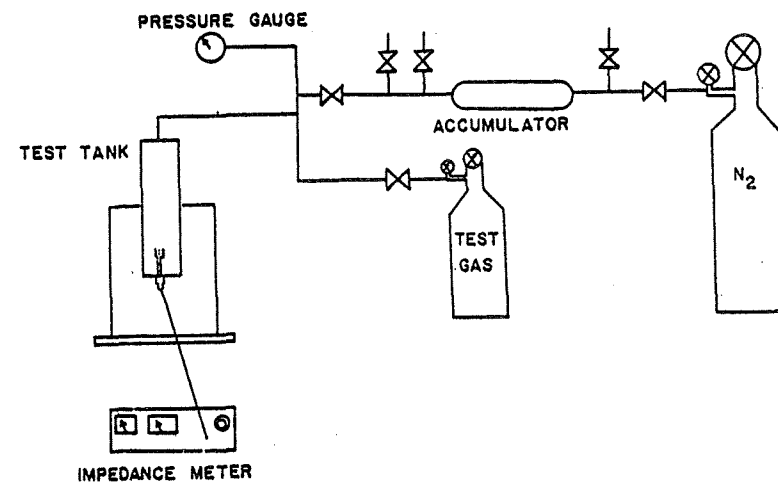 PRESSURE GAUGE
ACCUMULATOR
TEST TANK
N2
TEST
GAS
IMPEDANCE METER